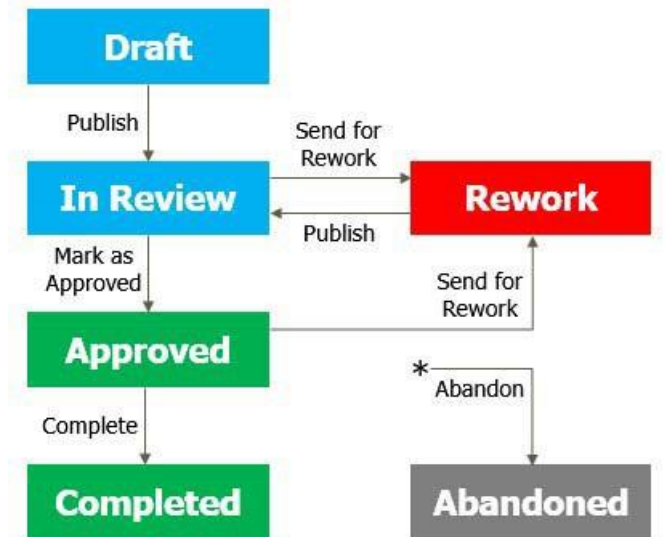 Draft
Publish
Send for
Rework
In Review
Rework
Publish
Mark as
Approved
Send for
Rework
Approved
*
Abandon
Complete
Completed
Abandoned